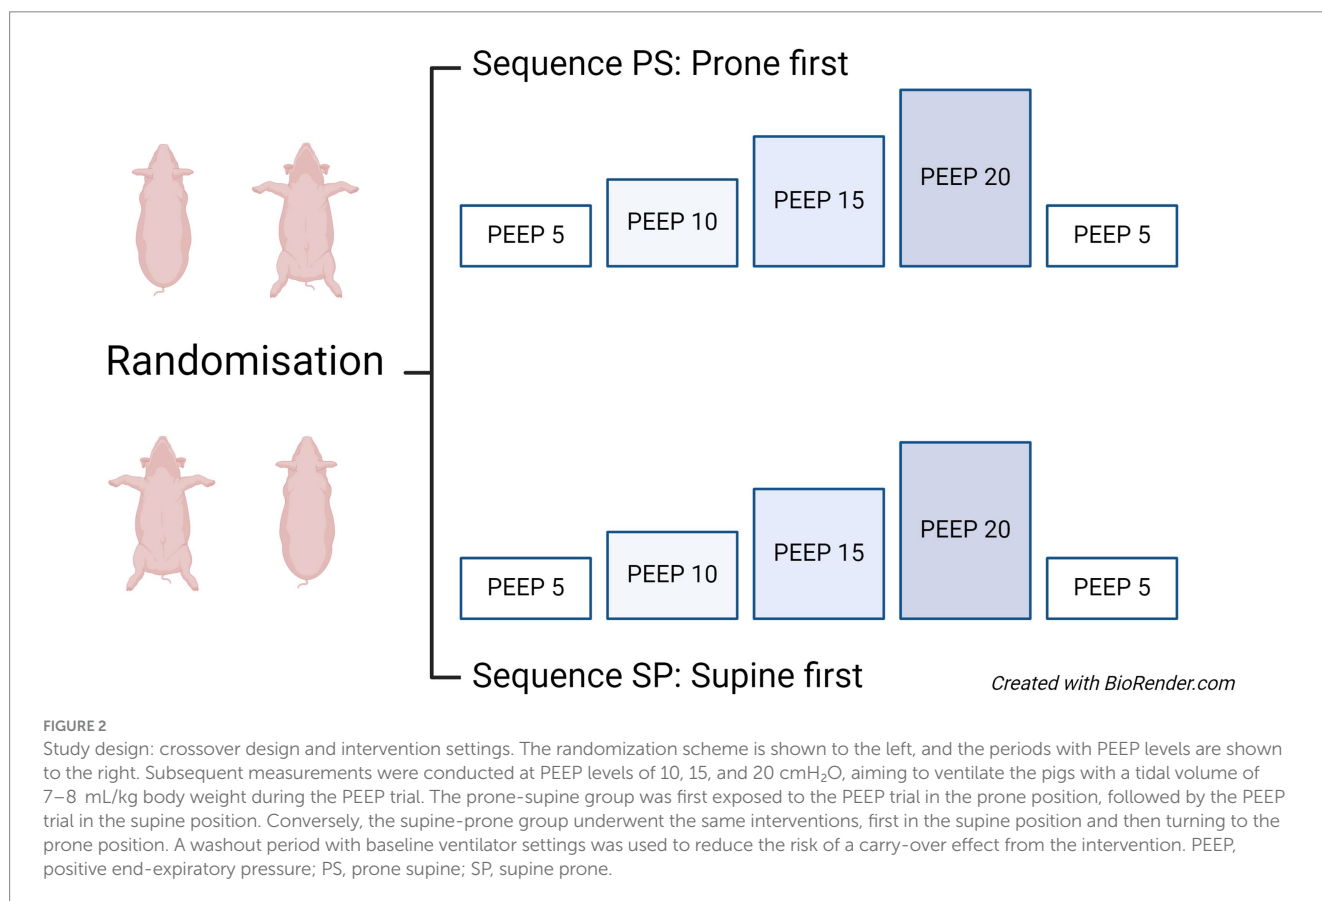 Sequence PS: Prone first
PEEP 5
PEEP 10
PEEP 15
PEEP 20
PEEP 5
Randomisation
PEEP 5
PEEP 10
PEEP 15
PEEP 20
PEEP 5
Sequence SP: Supine first
Created with BioRender.com
FIGURE 2
Study design: crossover design and intervention settings. The randomization scheme is shown to the left, and the periods with PEEP levels are shown
to the right. Subsequent measurements were conducted at PEEP levels of 10, 15, and 20 cmH₂O, aiming to ventilate the pigs with a tidal volume of
7–8 mL/kg body weight during the PEEP trial. The prone-supine group was first exposed to the PEEP trial in the prone position, followed by the PEEP
trial in the supine position. Conversely, the supine-prone group underwent the same interventions, first in the supine position and then turning to the
prone position. A washout period with baseline ventilator settings was used to reduce the risk of a carry-over effect from the intervention. PEEP,
positive end-expiratory pressure; PS, prone supine; SP, supine prone.